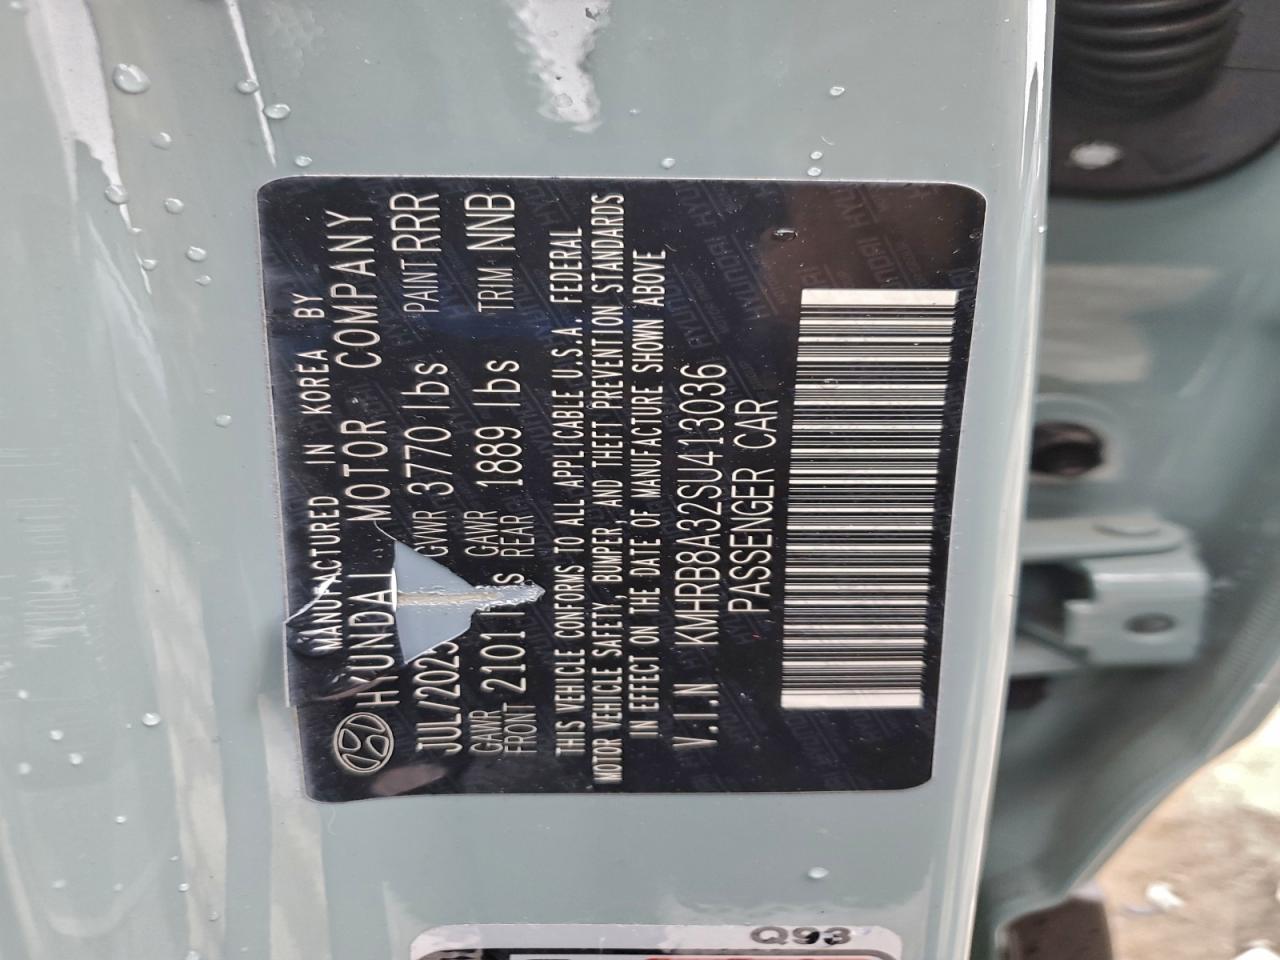 MANUFACTURED IN KOREA BY
HYUNDAI MOTOR COMPANY
JUL/2025 GVWR 3770 lbs PAINT RRR
GAWR FRONT 2101 GAWR REAR 1889 lbs TRIM NNB
THIS VEHICLE CONFORMS TO ALL APPLICABLE U.S.A. FEDERAL
MOTOR VEHICLE SAFETY, BUMPER, AND THEFT PREVENTION STANDARDS
IN EFFECT ON THE DATE OF MANUFACTURE SHOWN ABOVE
V.I.N KMHRB8A32SU413036
PASSENGER CAR
Q93